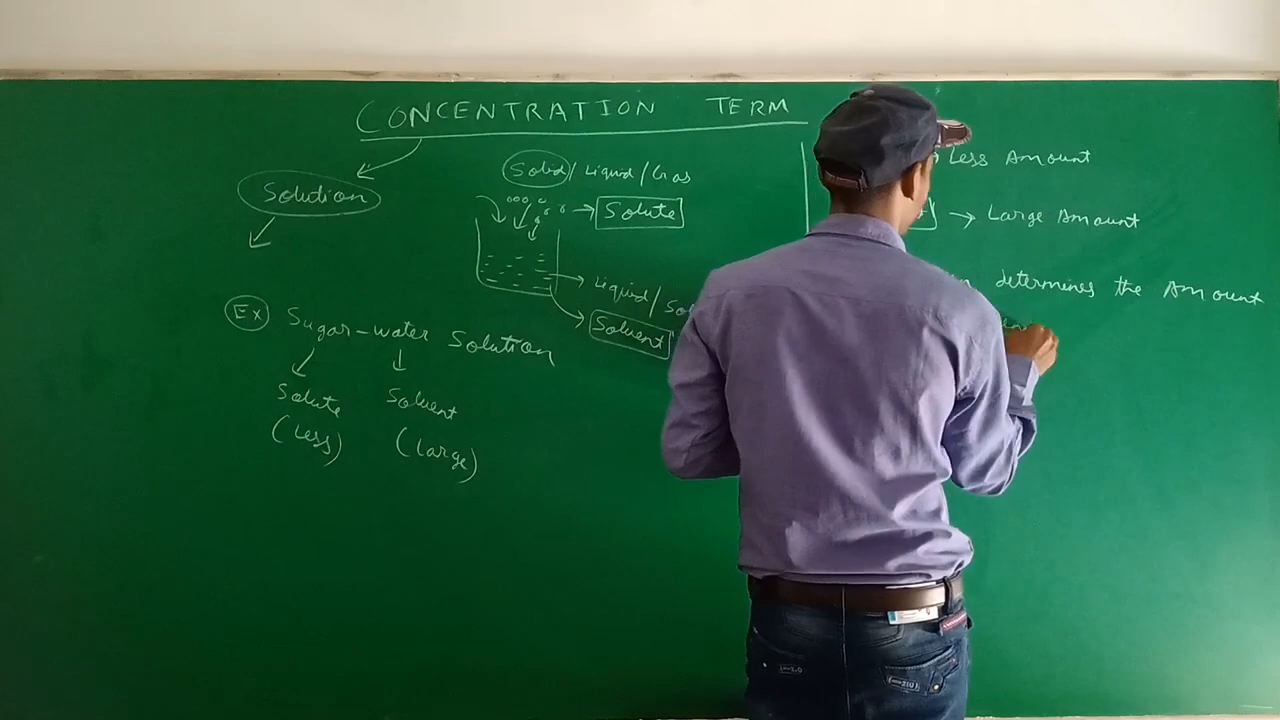 CONCENTRATION TERM
Solution
Solid/Liquid/Gas
Solute
Liquid/
Solvent
Ex Sugar-water Solution
Solute Solvent
(Less) (Large)
Less Amount
Large Amount
determines the Amount